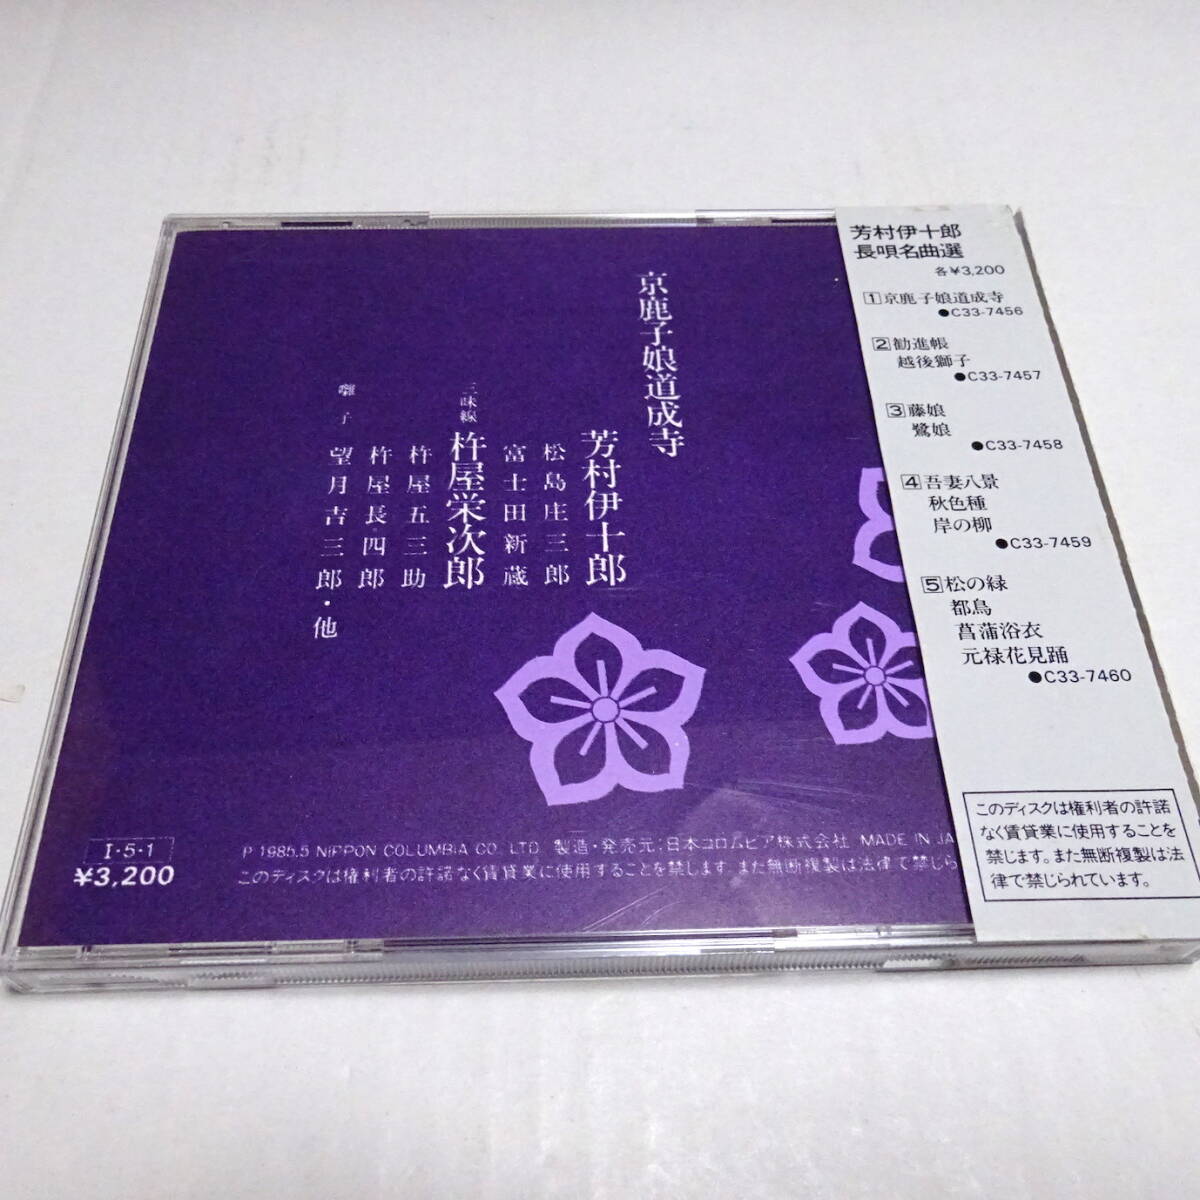 京鹿子娘道成寺
芳村伊十郎
松島庄三郎
富士田新蔵
三味線 杵屋栄次郎
杵屋五三助
杵屋長四郎
囃子 望月吉三郎・他
I・5・1
¥3,200
P 1985.5 NIPPON COLUMBIA CO. LTD. 製造・発売元:日本コロムビア株式会社 MADE IN JA
このディスクは権利者の許諾なく賃貸業に使用することを禁じます。また無断複製は法律で禁じら
芳村伊十郎
長唄名曲選
各¥3,200
1 京鹿子娘道成寺
●C33-7456
2 勧進帳
越後獅子
●C33-7457
3 藤娘
鷺娘
●C33-7458
4 吾妻八景
秋色種
岸の柳
●C33-7459
5 松の緑
都鳥
菖蒲浴衣
元禄花見踊
●C33-7460
このディスクは権利者の許諾
なく賃貸業に使用することを
禁じます。また無断複製は法
律で禁じられています。